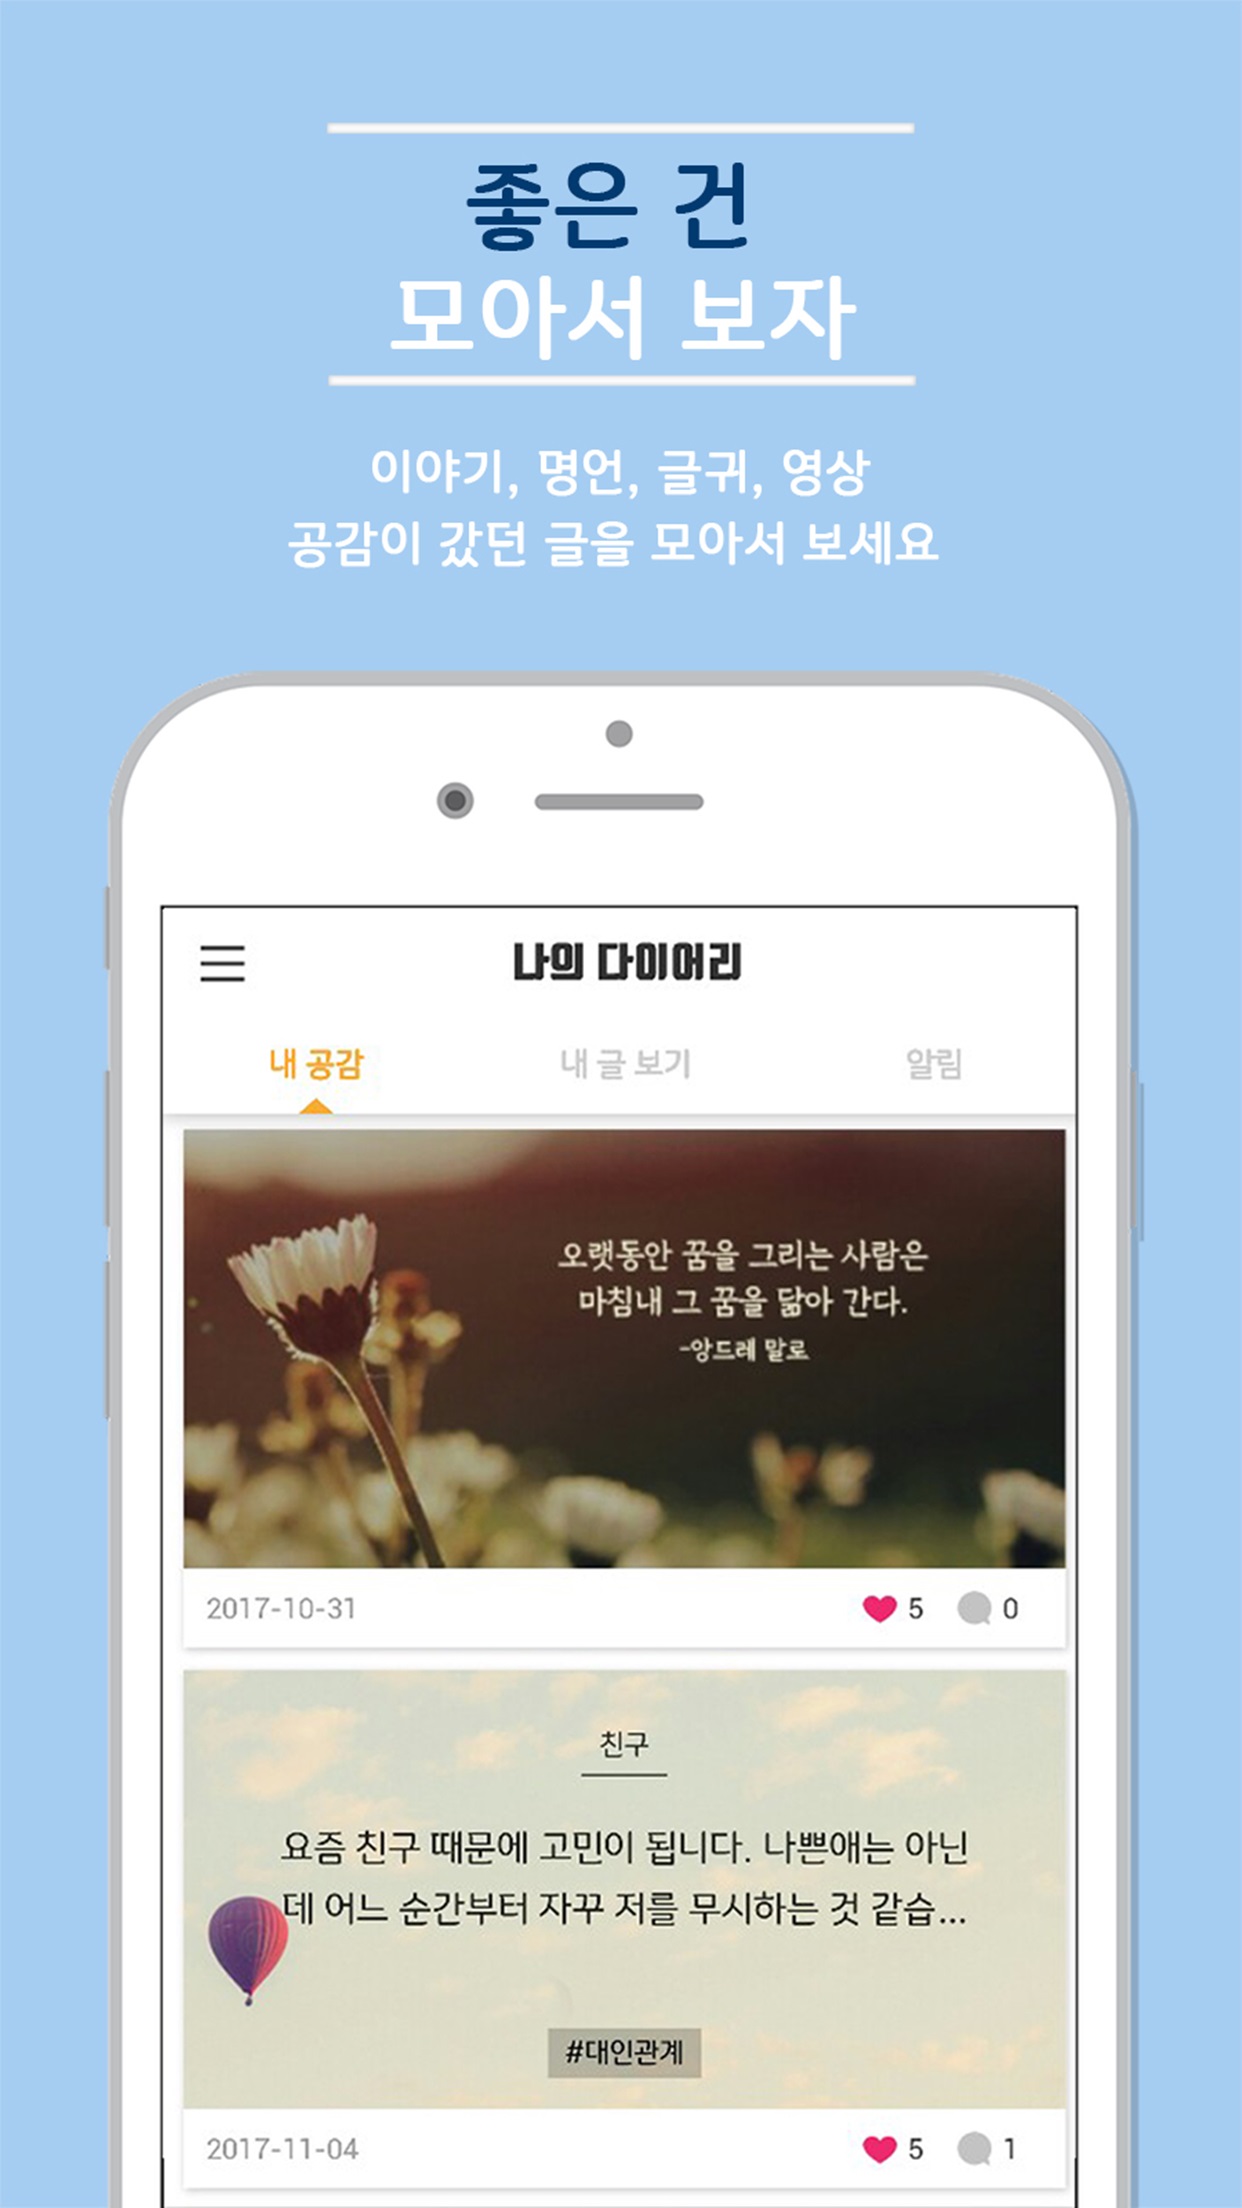 좋은 건
모아서 보자
이야기, 명언, 글귀, 영상
공감이 갔던 글을 모아서 보세요
나의 다이어리
내 공감
내 글 보기
알림
오랫동안 꿈을 그리는 사람은
마침내 그 꿈을 닮아 간다.
-앙드레 말로
2017-10-31
5
0
친구
요즘 친구 때문에 고민이 됩니다. 나쁜애는 아닌
데 어느 순간부터 자꾸 저를 무시하는 것 같습...
#대인관계
2017-11-04
5
1